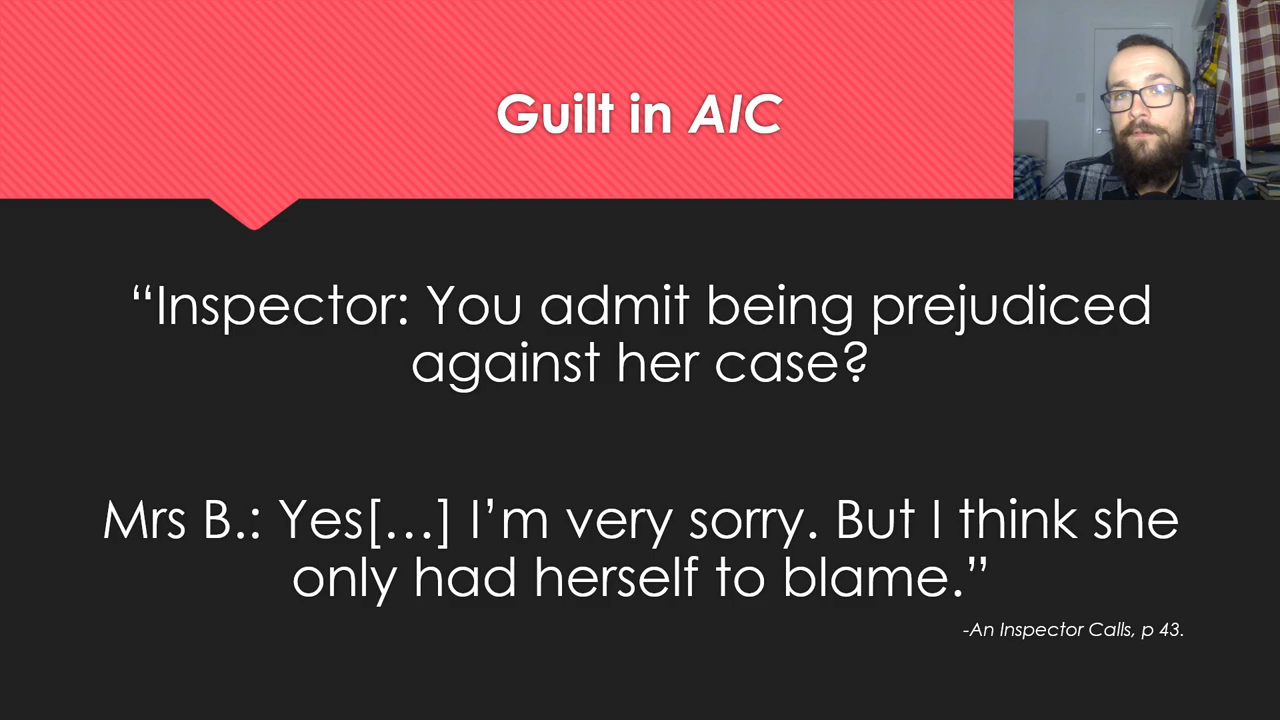 Guilt in AIC
“Inspector: You admit being prejudiced
against her case?
Mrs B.: Yes[…] I’m very sorry. But I think she
only had herself to blame.”
-An Inspector Calls, p 43.